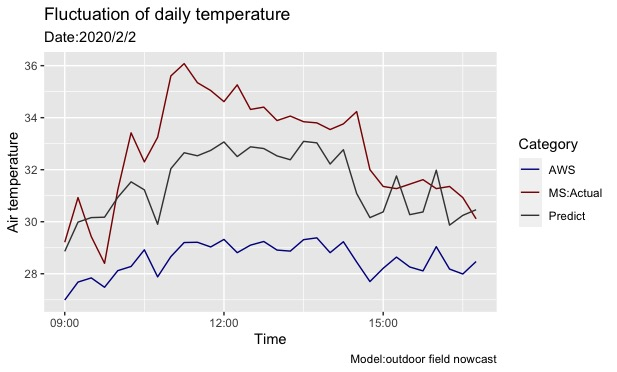 Fluctuation of daily temperature
Date:2020/2/2
Air temperature
36
34
32
30
28
09:00 12:00 15:00
Time
Category
AWS
MS:Actual
Predict
Model:outdoor field nowcast